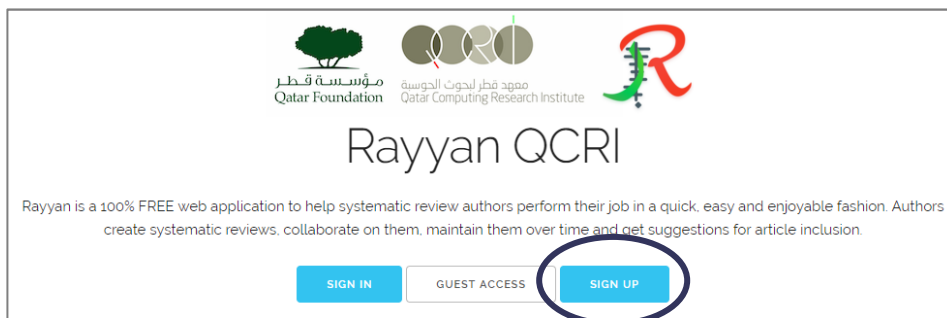 مؤسسة قطر
Qatar Foundation
QCRI
معهد قطر لبحوث الحوسبة
Qatar Computing Research Institute
R
Rayyan QCRI
Rayyan is a 100% FREE web application to help systematic review authors perform their job in a quick, easy and enjoyable fashion. Authors
create systematic reviews, collaborate on them, maintain them over time and get suggestions for article inclusion.
SIGN IN
GUEST ACCESS
SIGN UP